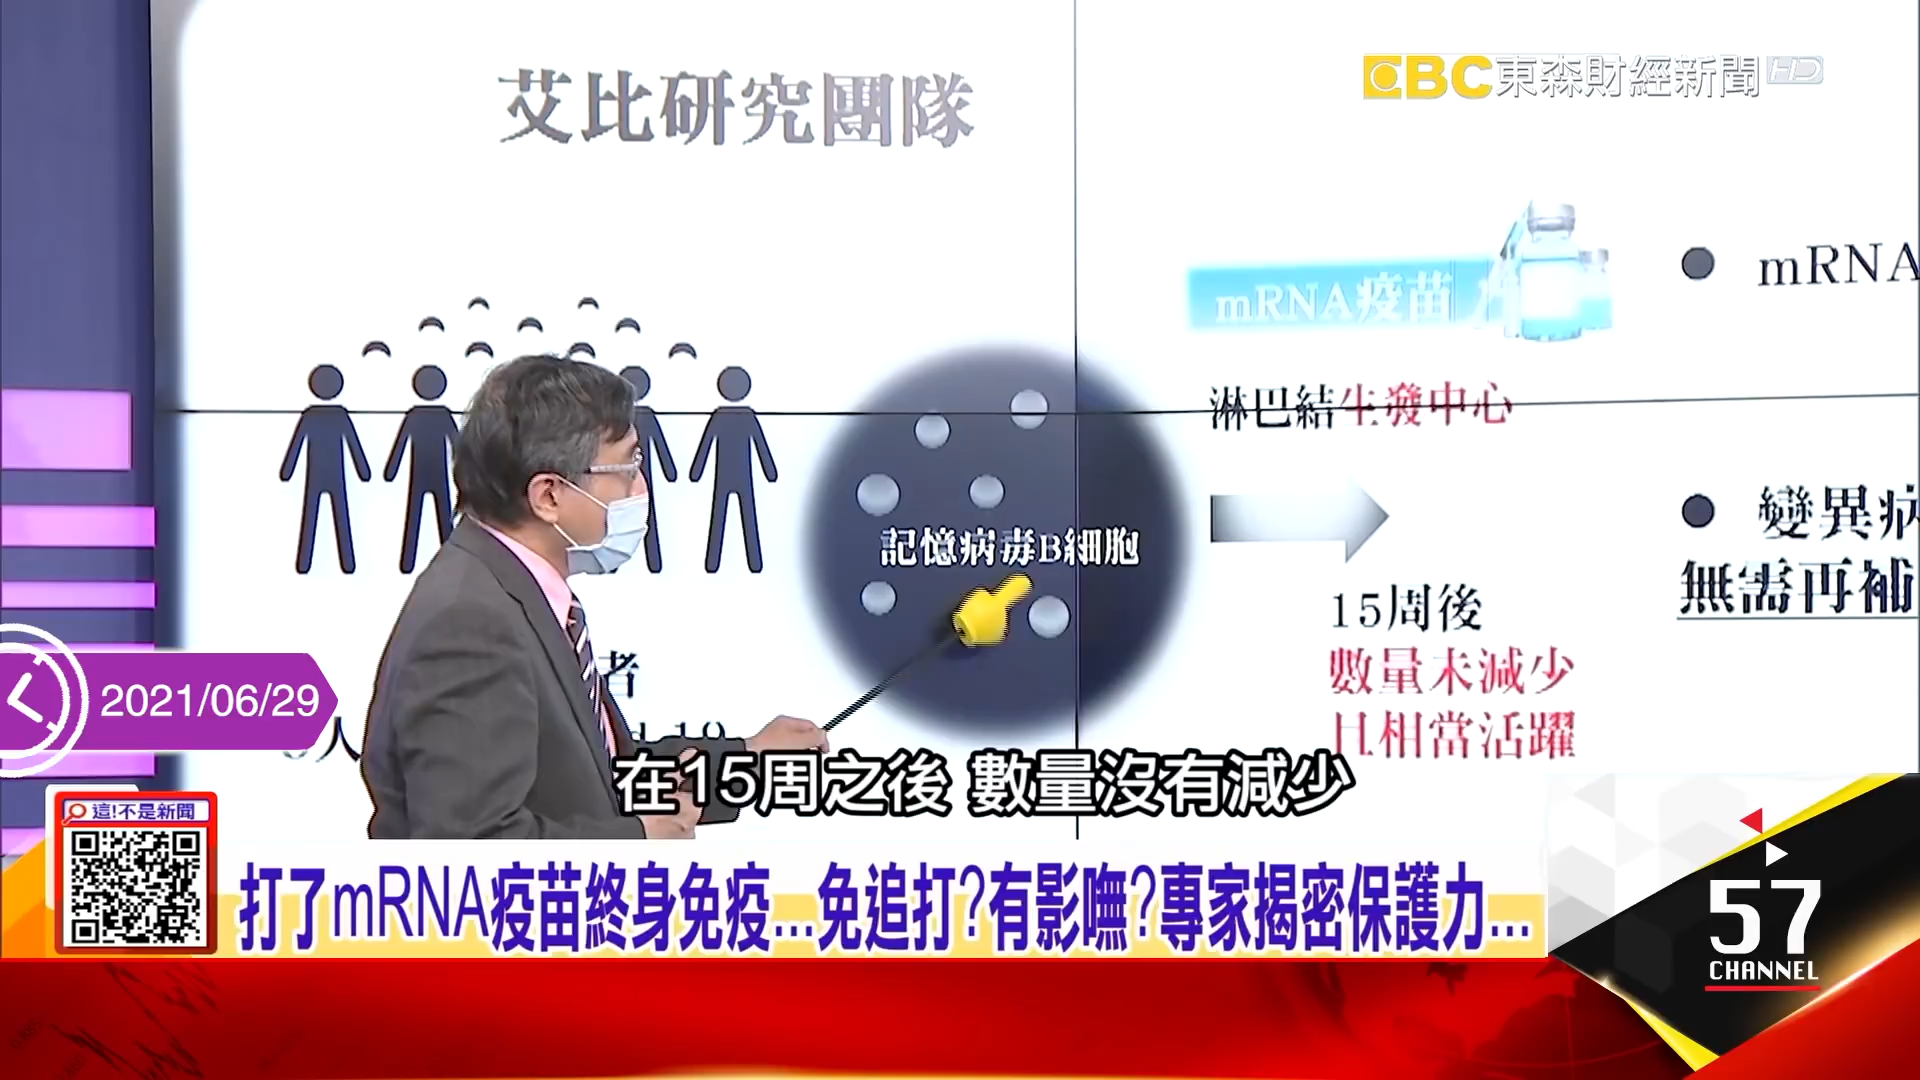 艾比研究團隊
EBC東森財經新聞HD
mRNA疫苗
mRNA
淋巴結生發中心
記憶病毒B細胞
變異病
無需再補
15周後
數量未減少
且相當活躍
者
人
2021/06/29
在15周之後 數量沒有減少
這!不是新聞
打了mRNA疫苗終身免疫...免追打?有影嘸?專家揭密保護力...
57
CHANNEL